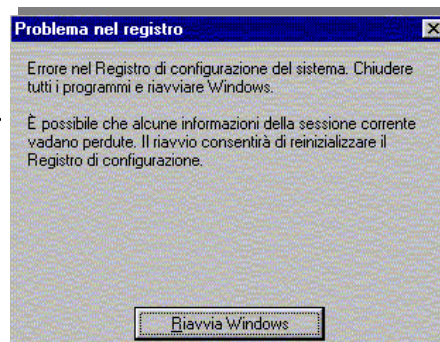 Problema nel registro
Errore nel Registro di configurazione del sistema. Chiudere
tutti i programmi e riavviare Windows.
È possibile che alcune informazioni della sessione corrente
vadano perdute. Il riavvio consentirà di reinizializzare il
Registro di configurazione.
Riavvia Windows